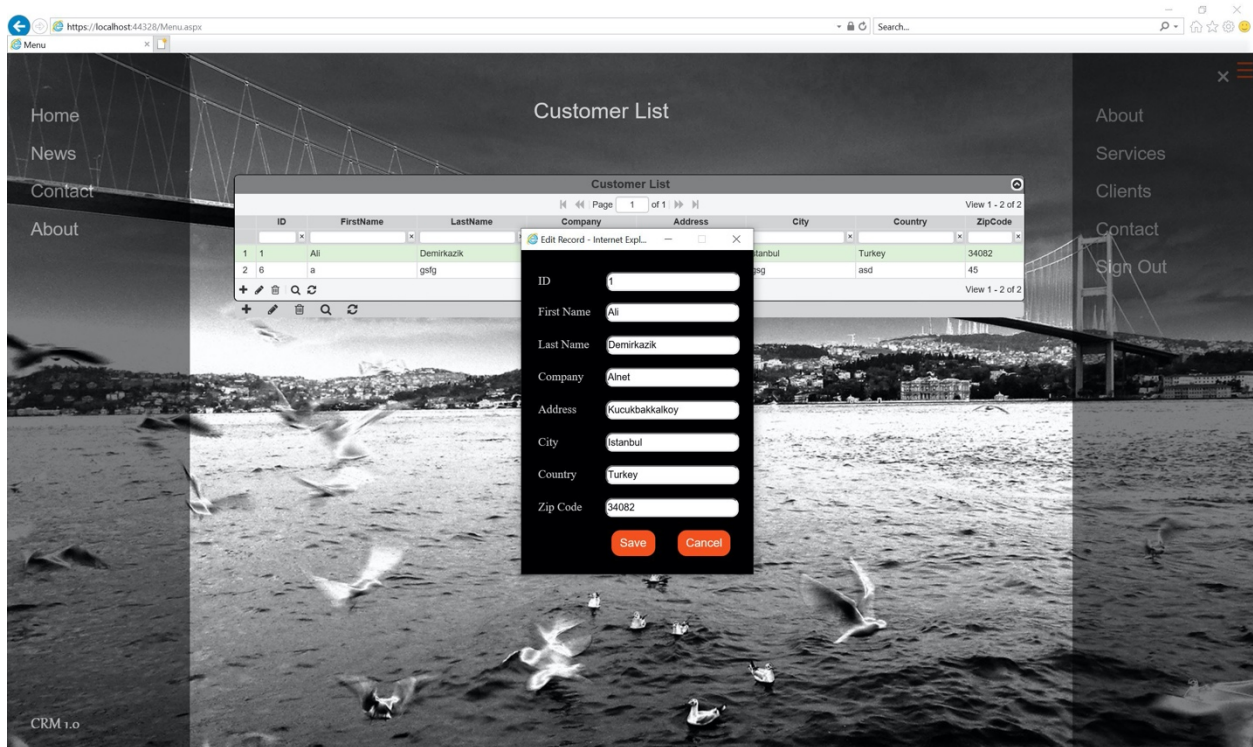 https://localhost:44328/Menu.aspx
Search...
Menu
Home
News
Contact
About
Customer List
About
Services
Clients
Contact
Sign Out
Customer List
Page 1 of 1
View 1 - 2 of 2
ID FirstName LastName Company Address City Country ZipCode
x x x x x
1 1 Ali Demirkazik stanbul Turkey 34082
2 6 a gsfg gsg asd 45
View 1 - 2 of 2
Edit Record - Internet Expl...
ID 1
First Name Ali
Last Name Demirkazik
Company Alnet
Address Kucukbakkalkoy
City Istanbul
Country Turkey
Zip Code 34082
Save Cancel
CRM 1.0